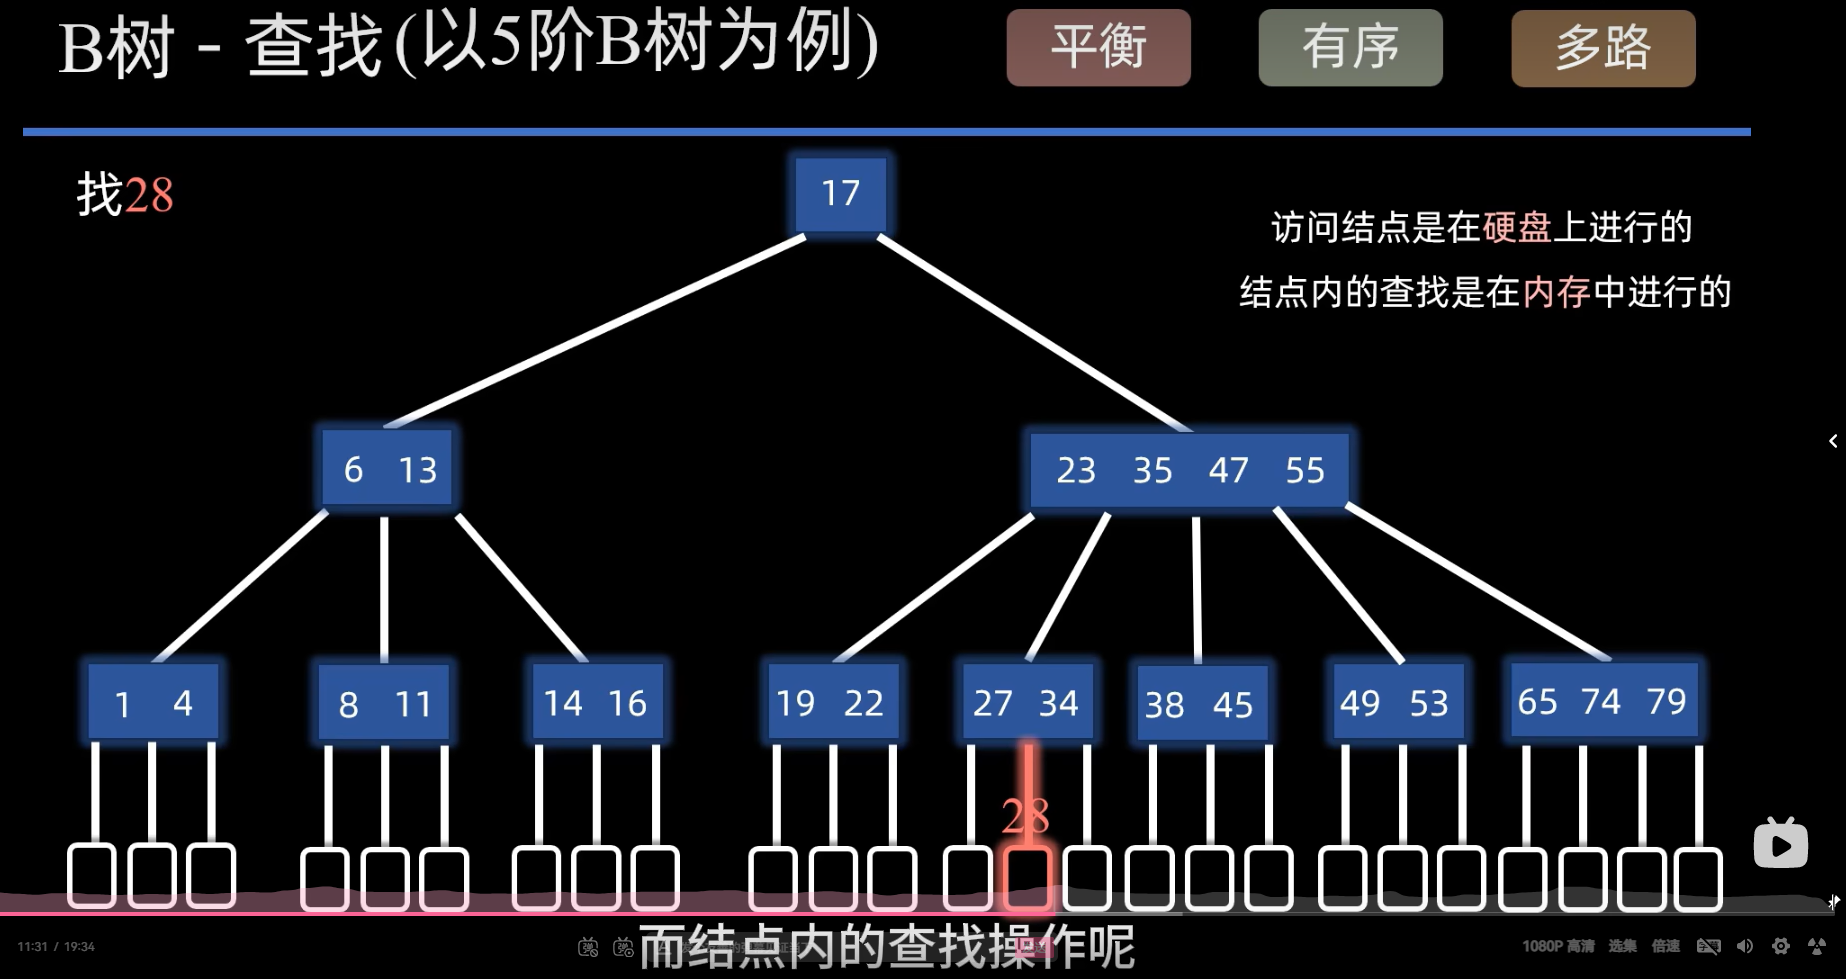 B树 - 查找(以5阶B树为例)
平衡
有序
多路
找28
17
访问结点是在硬盘上进行的
结点内的查找是在内存中进行的
6 13
23 35 47 55
1 4
8 11
14 16
19 22
27 34
38 45
49 53
65 74 79
28
而结点内的查找操作呢
11:31 / 19:34
1080P 高清
选集
倍速